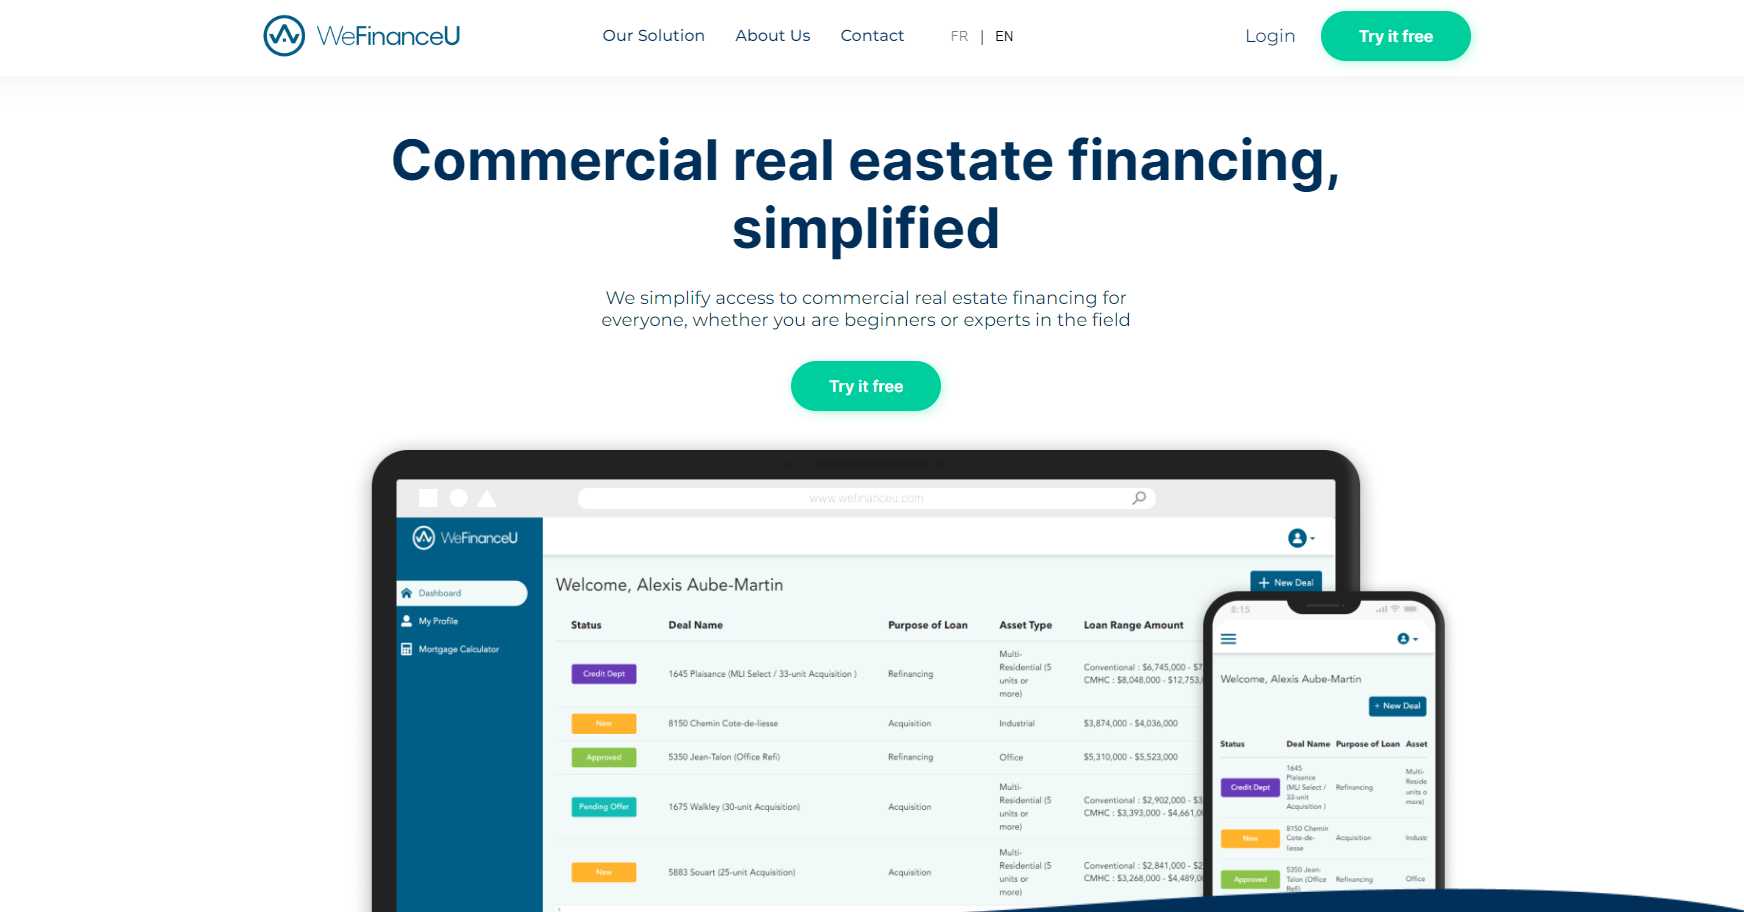 WeFinanceU
Our Solution
About Us
Contact
FR | EN
Login
Try it free
Commercial real eastate financing,
simplified
We simplify access to commercial real estate financing for
everyone, whether you are beginners or experts in the field
Try it free
www.wefinanceu.com
WeFinanceU
Dashboard
My Profile
Mortgage Calculator
Welcome, Alexis Aube-Martin
+ New Deal
Status Deal Name Purpose of Loan Asset Type Loan Range Amount
Credit Dept
1645 Plaisance (MLI Select / 33-unit Acquisition )
Refinancing
Multi-
Residential (5
units or
more)
Conventional : $6,745,000 - $7
CMHC : $8,048,000 - $12,753,
New
8150 Chemin Cote-de-liesse
Acquisition
Industrial
$3,874,000 - $4,036,000
Approved
5350 Jean-Talon (Office Refi)
Refinancing
Office
$5,310,000 - $5,523,000
Pending Offer
1675 Walkley (30-unit Acquisition)
Acquisition
Multi-
Residential (5
units or
more)
Conventional : $2,902,000 - $3
CMHC : $3,393,000 - $4,661,0
New
5883 Souart (25-unit Acquisition)
Acquisition
Multi-
Residential (5
units or
more)
Conventional : $2,841,000 - $2
CMHC : $3,268,000 - $4,489,0
8:15
Welcome, Alexis Aube-Martin
+ New Deal
Status Deal Name Purpose of Loan Asset
Credit Dept
1645
Plaisance
(MLI Select /
33-unit
Acquisition )
Refinancing
Multi-
Reside
units o
more)
New
8150 Chemin
Cote-de-
liesse
Acquisition
Industr
Approved
5350 Jean-
Talon (Office
Refi)
Refinancing
Office